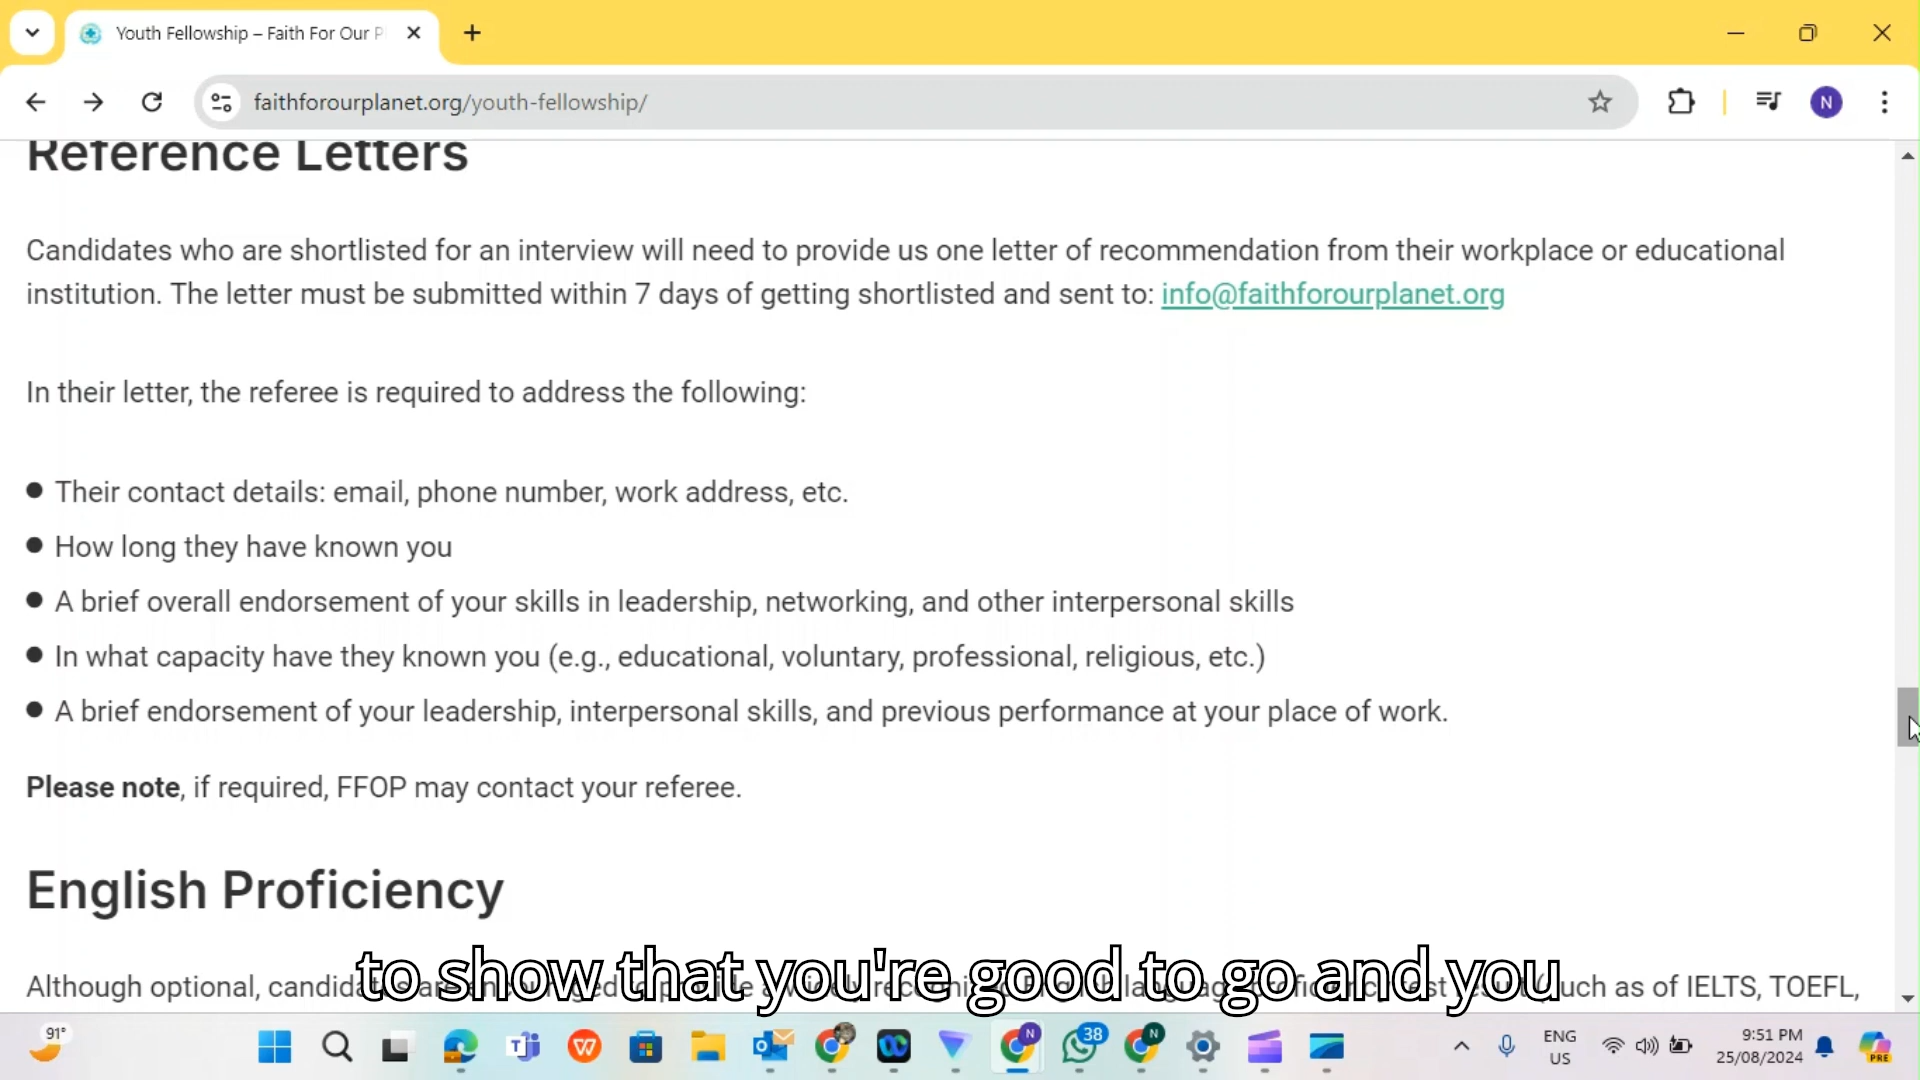 Youth Fellowship – Faith For Our P
faithforourplanet.org/youth-fellowship/
N
Reference Letters
Candidates who are shortlisted for an interview will need to provide us one letter of recommendation from their workplace or educational
institution. The letter must be submitted within 7 days of getting shortlisted and sent to: info@faithforourplanet.org
In their letter, the referee is required to address the following:
● Their contact details: email, phone number, work address, etc.
● How long they have known you
● A brief overall endorsement of your skills in leadership, networking, and other interpersonal skills
● In what capacity have they known you (e.g., educational, voluntary, professional, religious, etc.)
● A brief endorsement of your leadership, interpersonal skills, and previous performance at your place of work.
Please note, if required, FFOP may contact your referee.
English Proficiency
to show that you're good to go and you
Although optional, IELTS, TOEFL,
91°
N
38
N
ENG
US
9:51 PM
25/08/2024
PRE